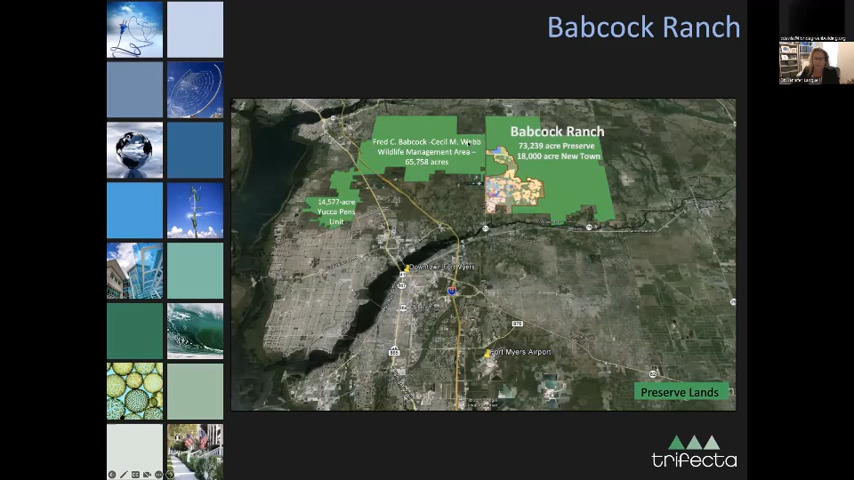 Babcock Ranch
Fred C. Babcock -Cecil M. Webb
Wildlife Management Area –
65,758 acres
Babcock Ranch
73,239 acre Preserve
18,000 acre New Town
14,577-acre
Yucca Pens
Unit
Downtown Fort Myers
Fort Myers Airport
Preserve Lands
trifecta